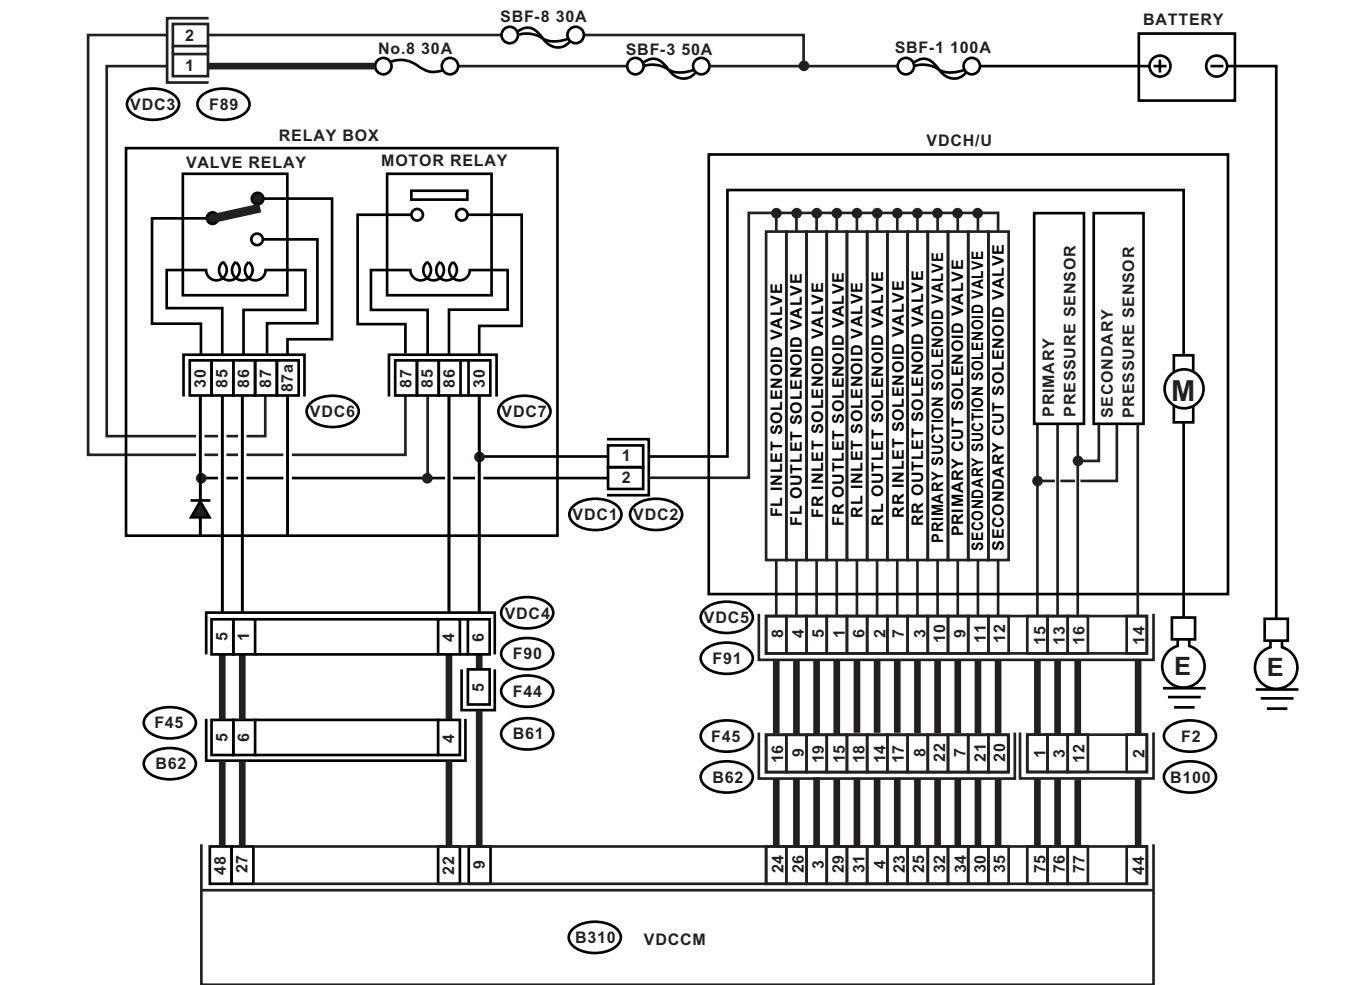 SBF-8 30A
BATTERY
2
No.8 30A
SBF-3 50A
SBF-1 100A
1
VDC3 F89
RELAY BOX
VDCH/U
VALVE RELAY
MOTOR RELAY
30 85 86 87 87a
VDC6
87 85 86 30
VDC7
1
2
VDC1 VDC2
FL INLET SOLENOID VALVE
FL OUTLET SOLENOID VALVE
FR INLET SOLENOID VALVE
FR OUTLET SOLENOID VALVE
RL INLET SOLENOID VALVE
RL OUTLET SOLENOID VALVE
RR INLET SOLENOID VALVE
RR OUTLET SOLENOID VALVE
PRIMARY SUCTION SOLENOID VALVE
PRIMARY CUT SOLENOID VALVE
SECONDARY SUCTION SOLENOID VALVE
SECONDARY CUT SOLENOID VALVE
PRIMARY
PRESSURE SENSOR
SECONDARY
PRESSURE SENSOR
M
VDC4
5 1 4 6
F90
5
F44
B61
F45
5 6 4
B62
VDC5
8 4 5 1 6 2 7 3 10 9 11 12 15 13 16 14
F91
E
E
F45
16 9 19 15 18 14 17 8 22 7 21 20
B62
1 3 12 2
F2
B100
48 27 22 9 24 26 3 29 31 4 23 25 32 34 30 35 75 76 77 44
B310 VDCCM